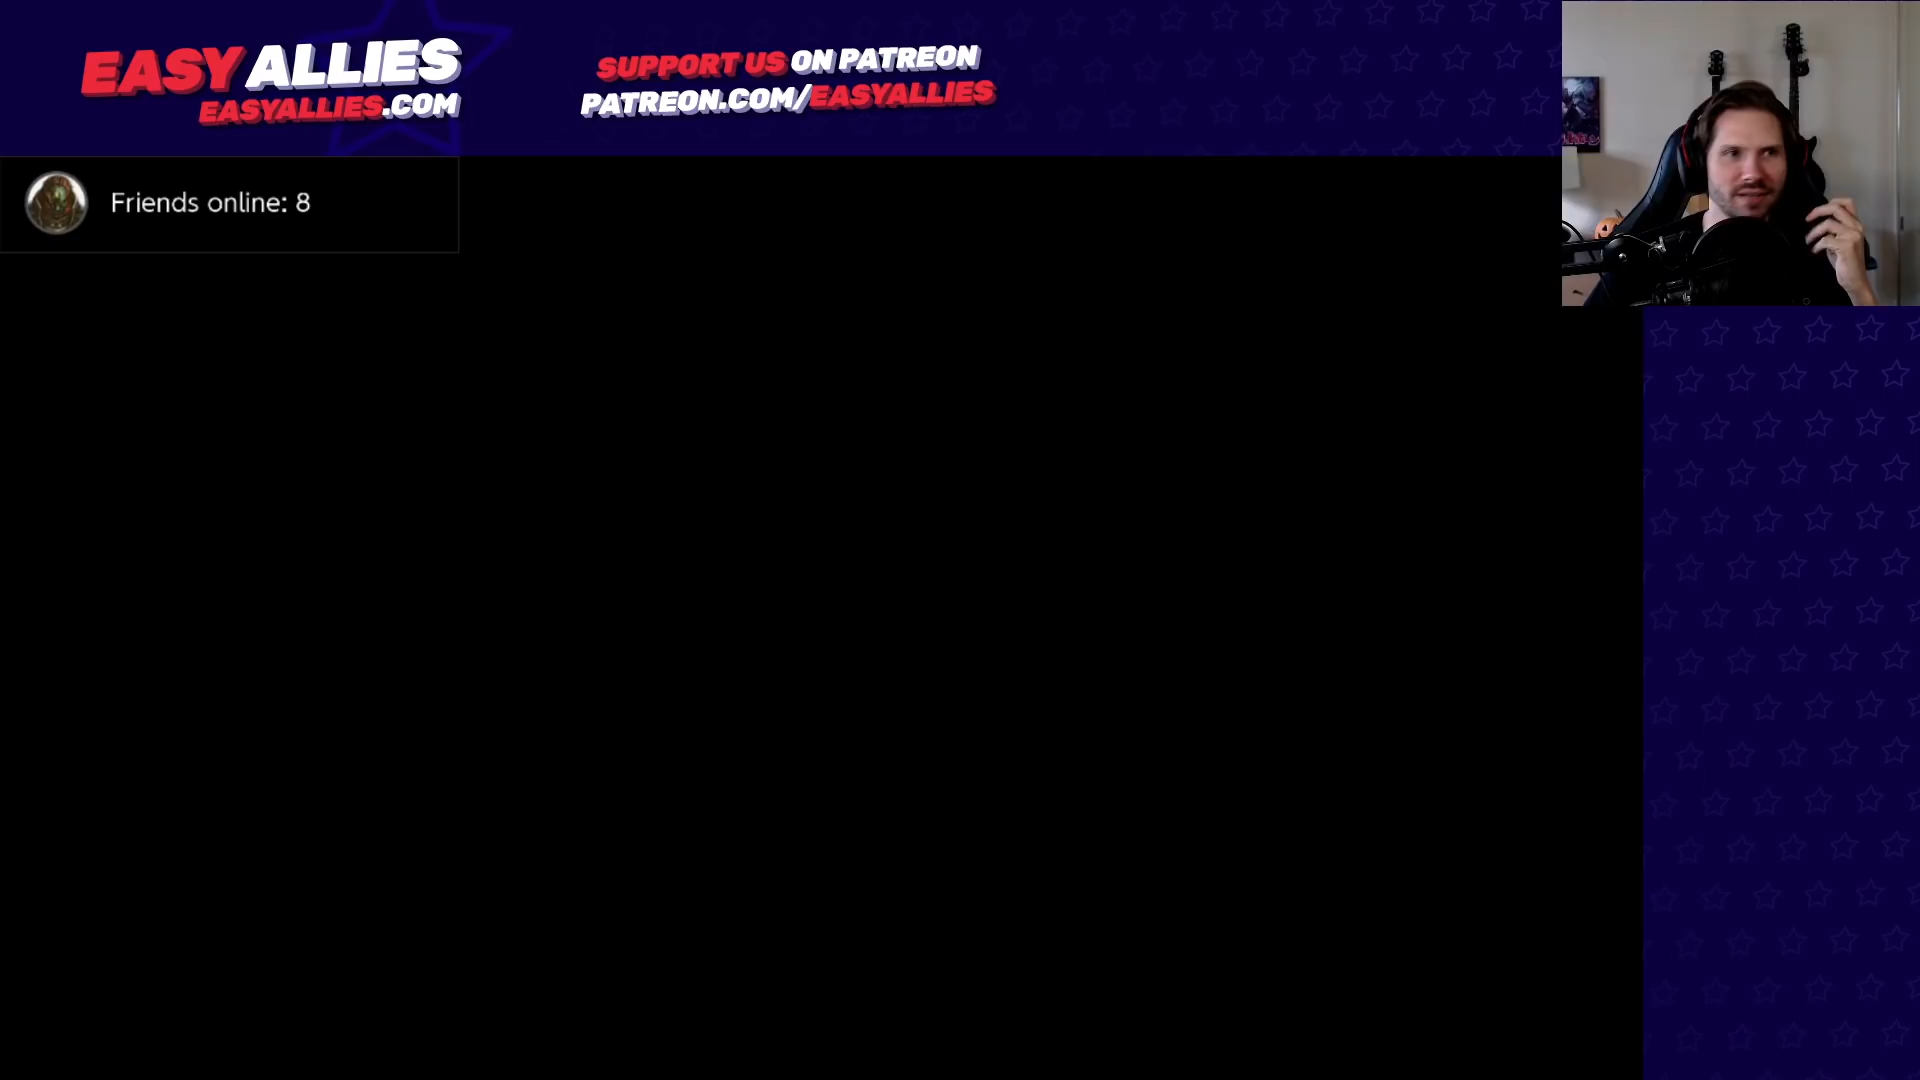 EASY ALLIES
EASYALLIES.COM
SUPPORT US ON PATREON
PATREON.COM/EASYALLIES
Friends online: 8